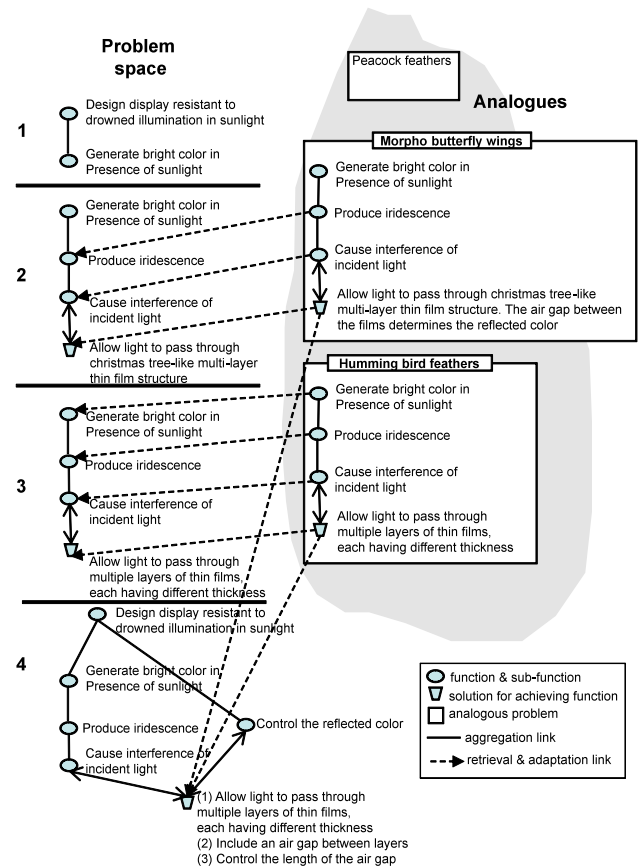 Problem
space
1
Design display resistant to
drowned illumination in sunlight
Generate bright color in
Presence of sunlight
2
Generate bright color in
Presence of sunlight
Produce iridescence
Cause interference of
incident light
Allow light to pass through
christmas tree-like multi-layer
thin film structure
3
Generate bright color in
Presence of sunlight
Produce iridescence
Cause interference of
incident light
Allow light to pass through
multiple layers of thin films,
each having different thickness
4
Design display resistant to
drowned illumination in sunlight
Generate bright color in
Presence of sunlight
Produce iridescence
Cause interference of
incident light
Control the reflected color
(1) Allow light to pass through
multiple layers of thin films,
each having different thickness
(2) Include an air gap between layers
(3) Control the length of the air gap
Peacock feathers
Analogues
Morpho butterfly wings
Generate bright color in
Presence of sunlight
Produce iridescence
Cause interference of
incident light
Allow light to pass through christmas tree-like
multi-layer thin film structure. The air gap between
the films determines the reflected color
Humming bird feathers
Generate bright color in
Presence of sunlight
Produce iridescence
Cause interference of
incident light
Allow light to pass through
multiple layers of thin films,
each having different thickness
function & sub-function
solution for achieving function
analogous problem
aggregation link
retrieval & adaptation link